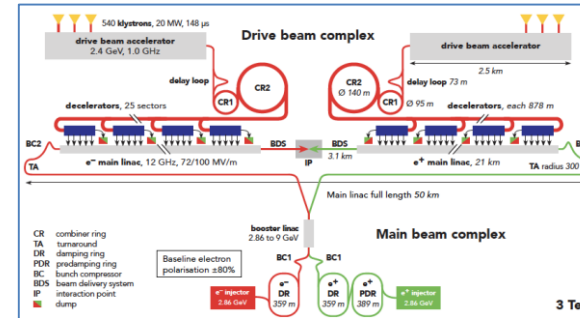 540 klystrons, 20 MW, 148 µs
Drive beam complex
drive beam accelerator
2.4 GeV, 1.0 GHz
drive beam accelerator
2.5 km
delay loop
CR1
CR2
CR2
Ø 140 m
CR1
delay loop 73 m
Ø 95 m
decelerators, 25 sectors
decelerators, each 878 m
BC2
TA
e⁻ main linac, 12 GHz, 72/100 MV/m
BDS
IP
BDS
3.1 km
e⁺ main linac, 21 km
TA radius 300
Main linac full length 50 km
booster linac
2.86 to 9 GeV
Main beam complex
CR combiner ring
TA turnaround
DR damping ring
PDR predamping ring
BC bunch compressor
BDS beam delivery system
IP interaction point
dump
Baseline electron
polarisation ±80%
BC1
BC1
e⁻ injector
2.86 GeV
e⁻
DR
359 m
e⁺
DR
359 m
e⁺
PDR
389 m
e⁺ injector
2.86 GeV
3 Te